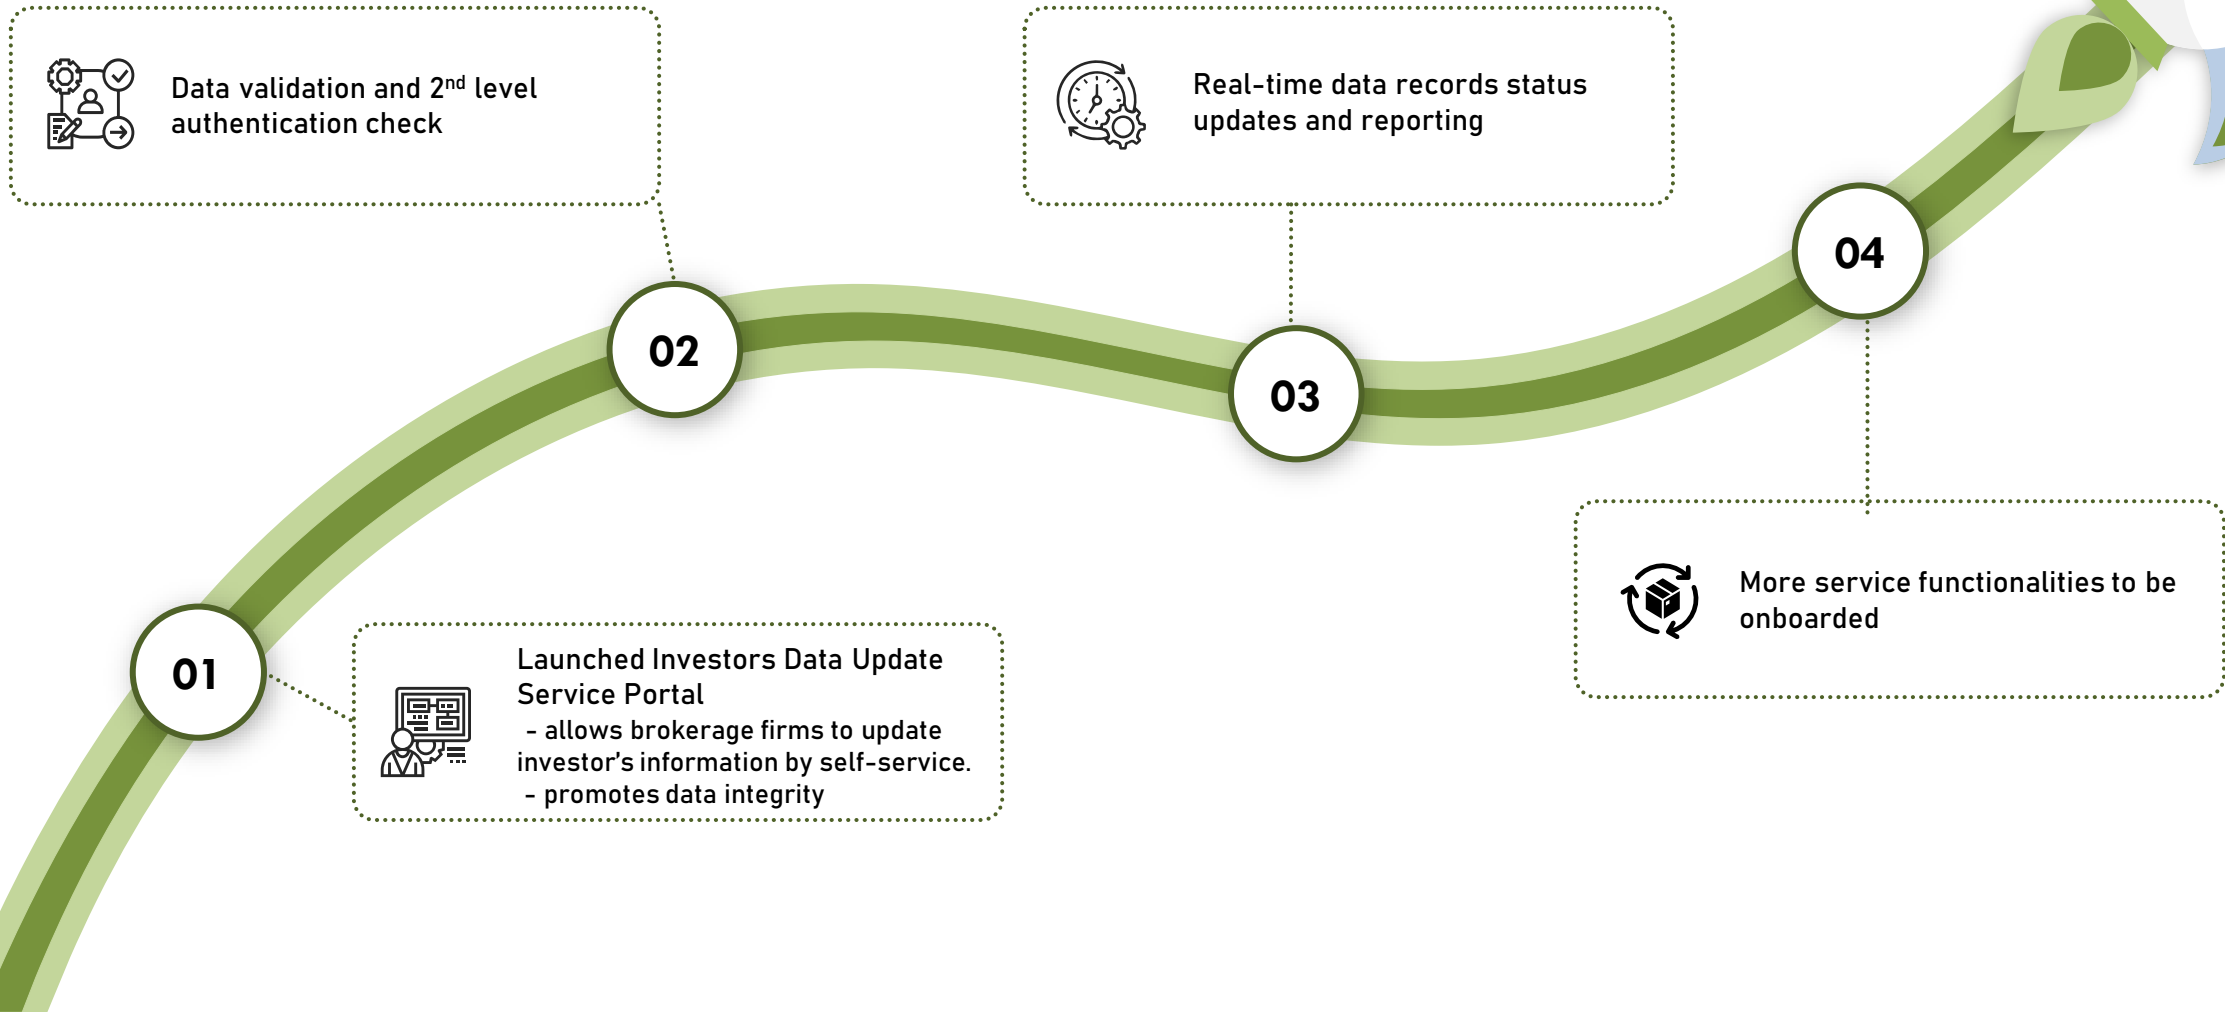 Data validation and 2nd level
authentication check
Real-time data records status
updates and reporting
04
02
03
More service functionalities to be
onboarded
01
Launched Investors Data Update
Service Portal
- allows brokerage firms to update
investor's information by self-service.
- promotes data integrity